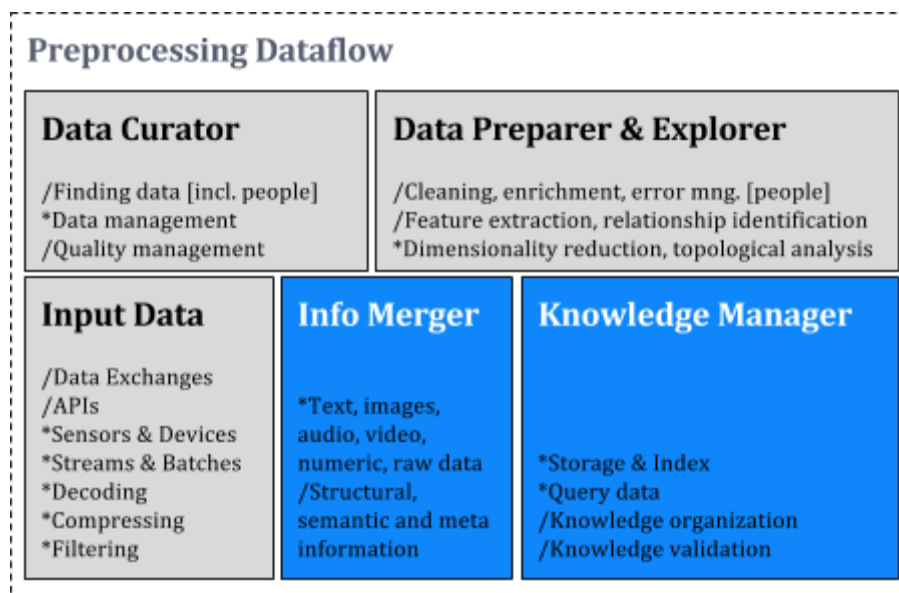 Preprocessing Dataflow
Data Curator
/Finding data [incl. people]
*Data management
/Quality management
Data Preparer & Explorer
/Cleaning, enrichment, error mng. [people]
/Feature extraction, relationship identification
*Dimensionality reduction, topological analysis
Input Data
/Data Exchanges
/APIs
*Sensors & Devices
*Streams & Batches
*Decoding
*Compressing
*Filtering
Info Merger
*Text, images,
audio, video,
numeric, raw data
/Structural,
semantic and meta
information
Knowledge Manager
*Storage & Index
*Query data
/Knowledge organization
/Knowledge validation